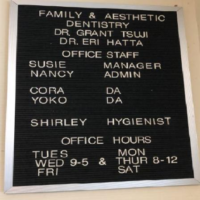 FAMILY & AESTHETIC
DENTISTRY
DR. GRANT TSUJI
DR. ERI HATTA
OFFICE STAFF
SUSIE MANAGER
NANCY ADMIN
CORA DA
YOKO DA
SHIRLEY HYGIENIST
OFFICE HOURS
TUES MON
WED 9-5 & THUR 8-12
FRI SAT